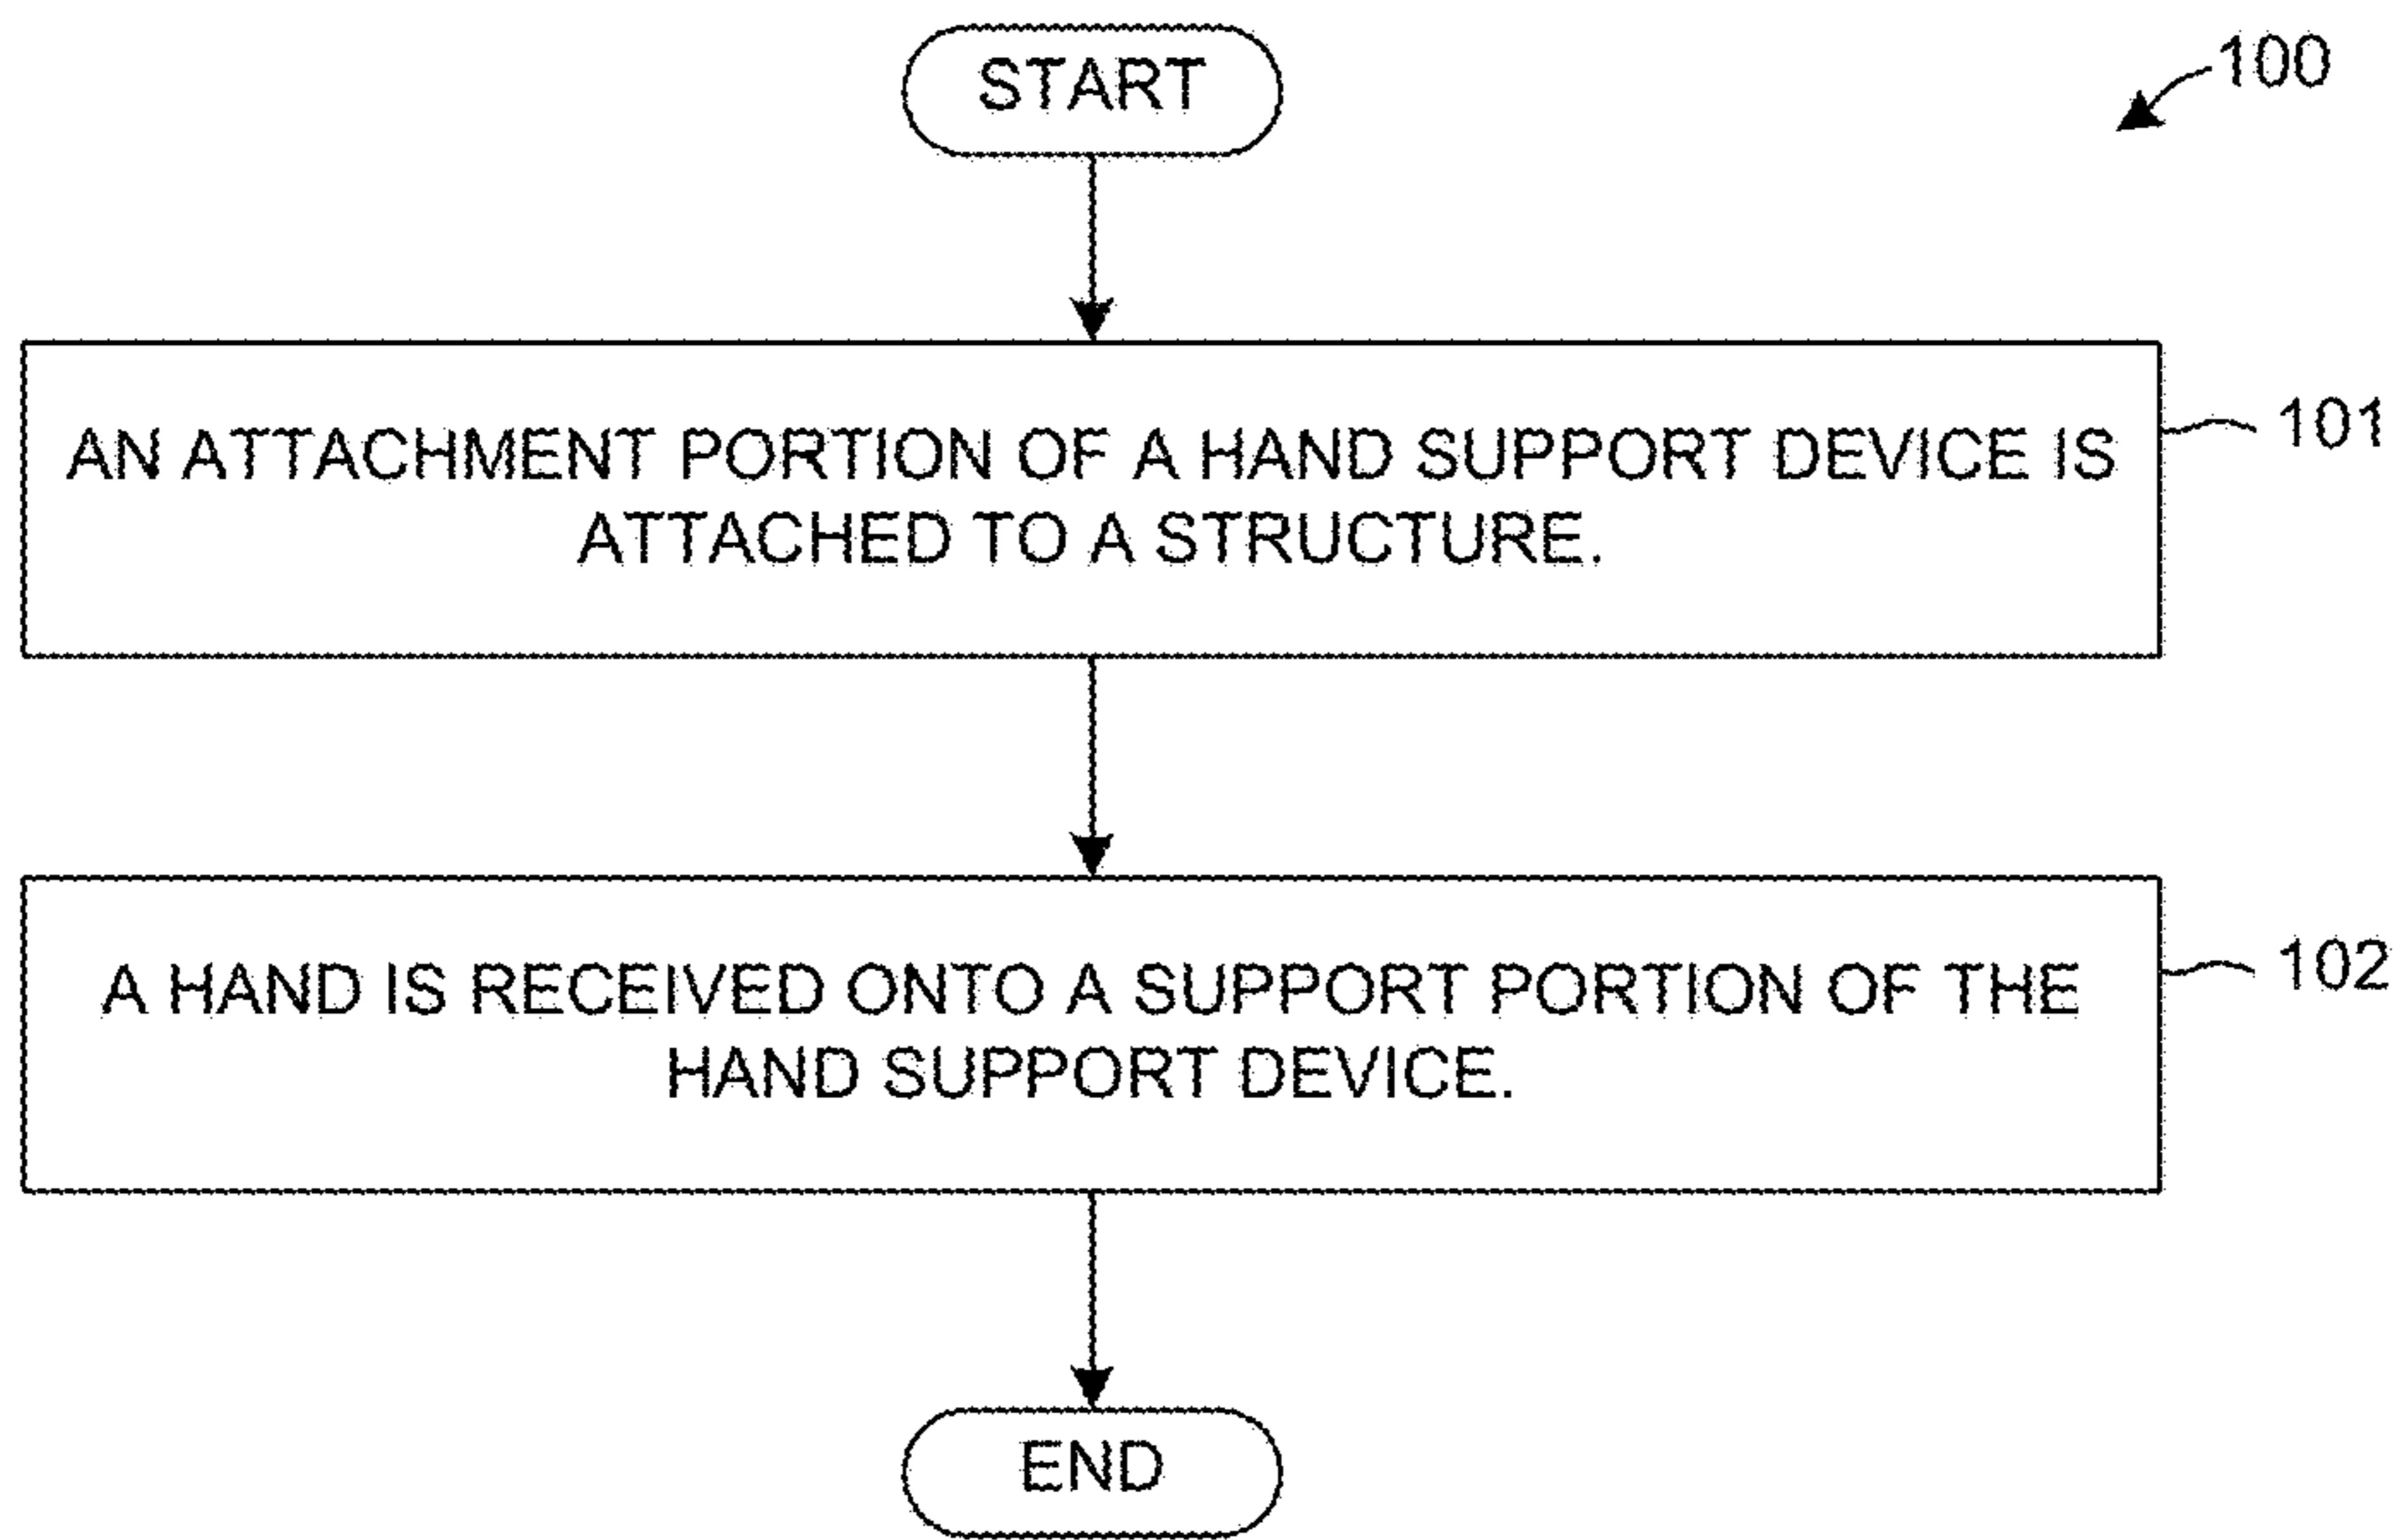 START
100
AN ATTACHMENT PORTION OF A HAND SUPPORT DEVICE IS
ATTACHED TO A STRUCTURE.
101
A HAND IS RECEIVED ONTO A SUPPORT PORTION OF THE
HAND SUPPORT DEVICE.
102
END